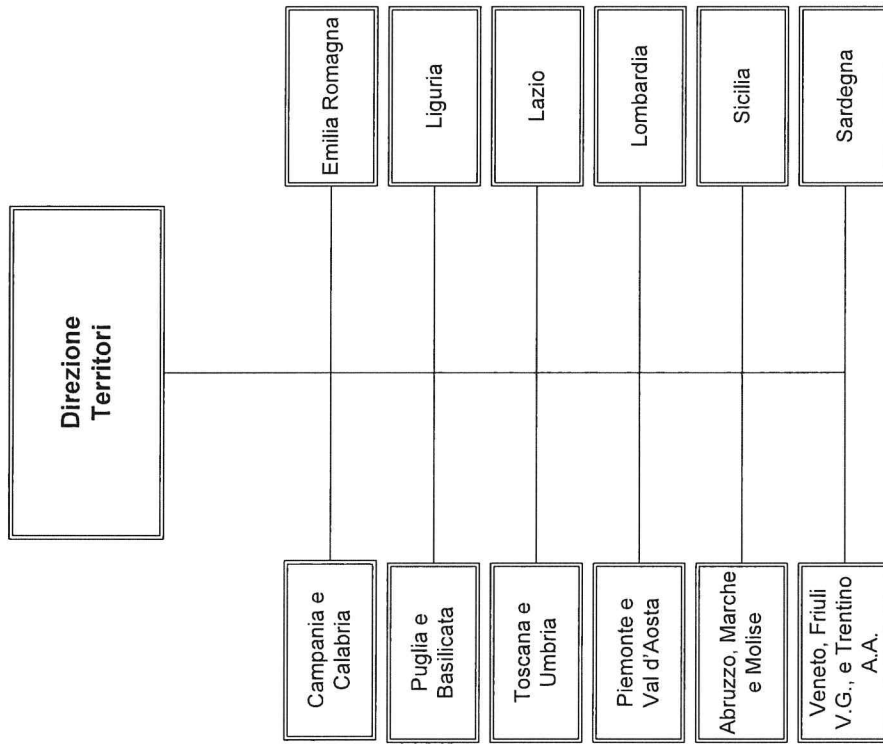 Direzione
Territori
Campania e
Calabria
Emilia Romagna
Puglia e
Basilicata
Liguria
Toscana e
Umbria
Lazio
Piemonte e
Val d'Aosta
Lombardia
Abruzzo, Marche
e Molise
Sicilia
Veneto, Friuli
V.G., e Trentino
A.A.
Sardegna